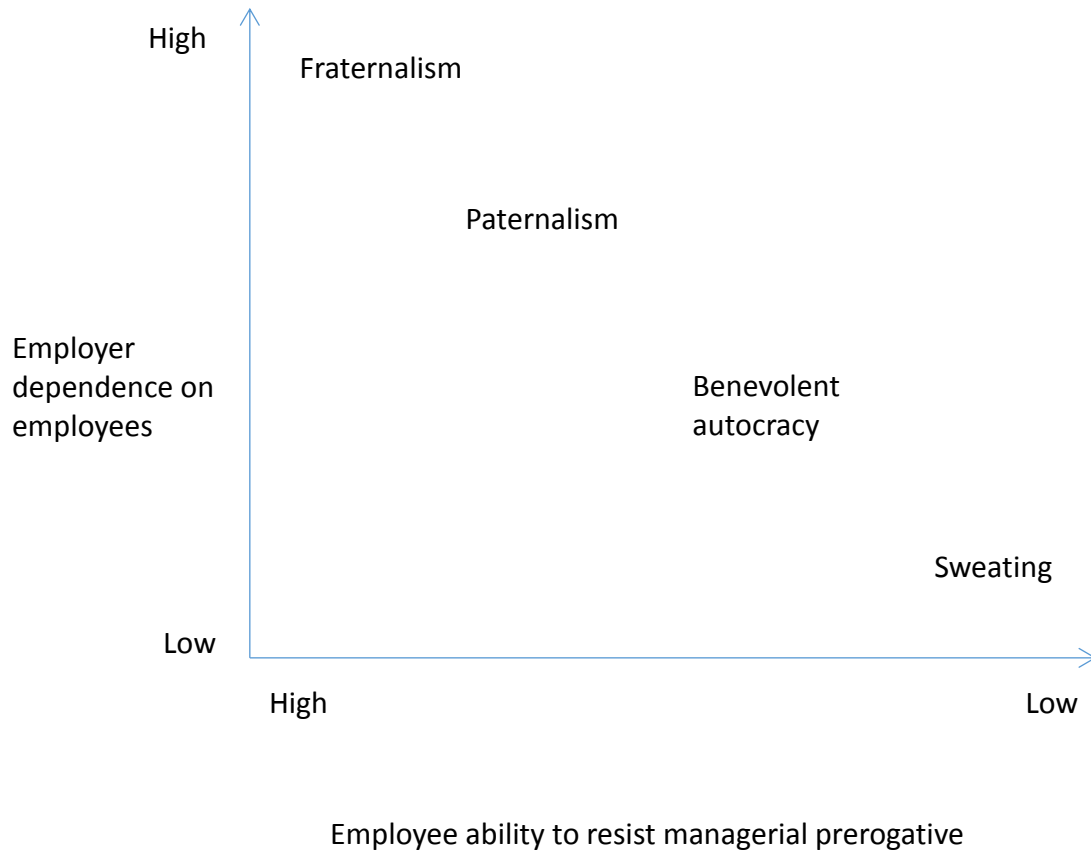 High
Fraternalism
Paternalism
Employer
dependence on
employees
Benevolent
autocracy
Sweating
Low
High
Low
Employee ability to resist managerial prerogative